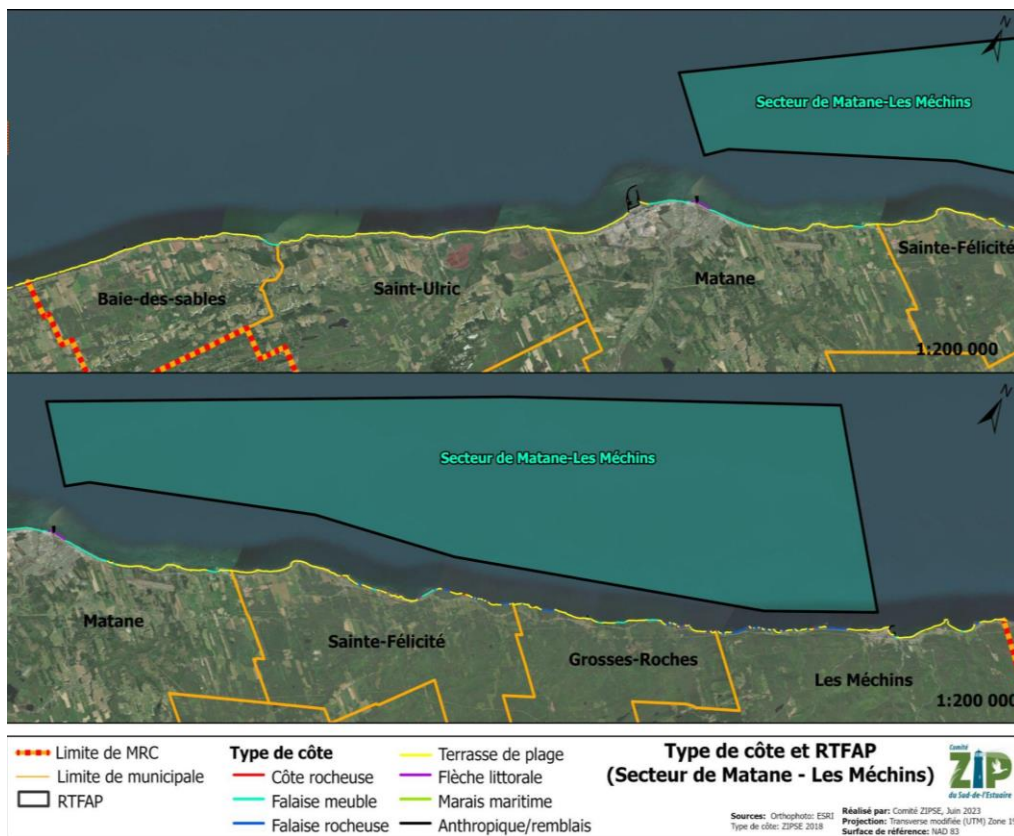 N
Secteur de Matane-Les Méchins
Baie-des-sables
Saint-Ulric
Matane
Sainte-Félicité
1:200 000
N
Secteur de Matane-Les Méchins
Matane
Sainte-Félicité
Grosses-Roches
Les Méchins
1:200 000
Limite de MRC
Limite de municipale
RTFAP
Type de côte
Côte rocheuse
Falaise meuble
Falaise rocheuse
Terrasse de plage
Flèche littorale
Marais maritime
Anthropique/remblais
Type de côte et RTFAP
(Secteur de Matane - Les Méchins)
Comité
ZIP
du Sud-de-l'Estuaire
Sources: Orthophoto: ESRI
Type de côte: ZIPSE 2018
Réalisé par: Comité ZIPSE, Juin 2023
Projection: Transverse modifiée (UTM) Zone 19
Surface de référence: NAD 83